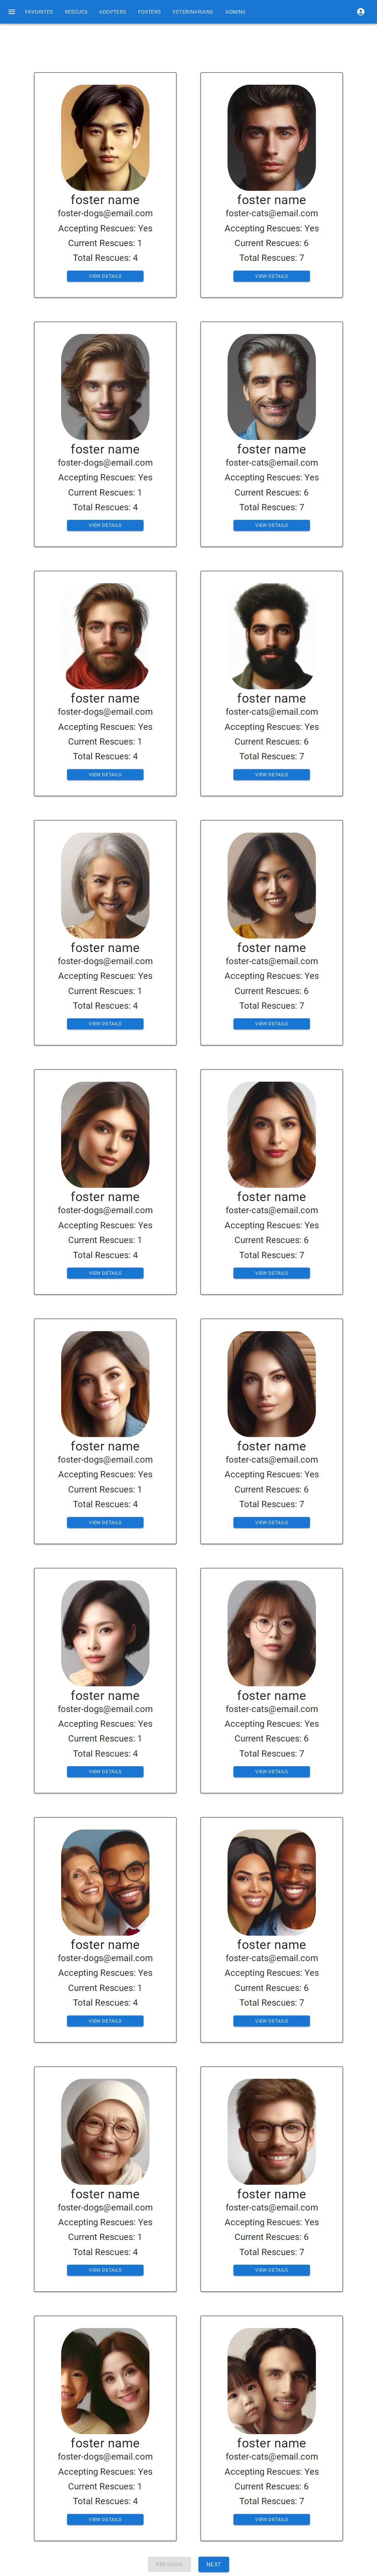 FAVORITES RESCUES ADOPTERS FOSTERS VETERINARIANS ADMINS
foster name
foster-dogs@email.com
Accepting Rescues: Yes
Current Rescues: 1
Total Rescues: 4
VIEW DETAILS
foster name
foster-cats@email.com
Accepting Rescues: Yes
Current Rescues: 6
Total Rescues: 7
VIEW DETAILS
foster name
foster-dogs@email.com
Accepting Rescues: Yes
Current Rescues: 1
Total Rescues: 4
VIEW DETAILS
foster name
foster-cats@email.com
Accepting Rescues: Yes
Current Rescues: 6
Total Rescues: 7
VIEW DETAILS
foster name
foster-dogs@email.com
Accepting Rescues: Yes
Current Rescues: 1
Total Rescues: 4
VIEW DETAILS
foster name
foster-cats@email.com
Accepting Rescues: Yes
Current Rescues: 6
Total Rescues: 7
VIEW DETAILS
foster name
foster-dogs@email.com
Accepting Rescues: Yes
Current Rescues: 1
Total Rescues: 4
VIEW DETAILS
foster name
foster-cats@email.com
Accepting Rescues: Yes
Current Rescues: 6
Total Rescues: 7
VIEW DETAILS
foster name
foster-dogs@email.com
Accepting Rescues: Yes
Current Rescues: 1
Total Rescues: 4
VIEW DETAILS
foster name
foster-cats@email.com
Accepting Rescues: Yes
Current Rescues: 6
Total Rescues: 7
VIEW DETAILS
foster name
foster-dogs@email.com
Accepting Rescues: Yes
Current Rescues: 1
Total Rescues: 4
VIEW DETAILS
foster name
foster-cats@email.com
Accepting Rescues: Yes
Current Rescues: 6
Total Rescues: 7
VIEW DETAILS
foster name
foster-dogs@email.com
Accepting Rescues: Yes
Current Rescues: 1
Total Rescues: 4
VIEW DETAILS
foster name
foster-cats@email.com
Accepting Rescues: Yes
Current Rescues: 6
Total Rescues: 7
VIEW DETAILS
foster name
foster-dogs@email.com
Accepting Rescues: Yes
Current Rescues: 1
Total Rescues: 4
VIEW DETAILS
foster name
foster-cats@email.com
Accepting Rescues: Yes
Current Rescues: 6
Total Rescues: 7
VIEW DETAILS
foster name
foster-dogs@email.com
Accepting Rescues: Yes
Current Rescues: 1
Total Rescues: 4
VIEW DETAILS
foster name
foster-cats@email.com
Accepting Rescues: Yes
Current Rescues: 6
Total Rescues: 7
VIEW DETAILS
foster name
foster-dogs@email.com
Accepting Rescues: Yes
Current Rescues: 1
Total Rescues: 4
VIEW DETAILS
foster name
foster-cats@email.com
Accepting Rescues: Yes
Current Rescues: 6
Total Rescues: 7
VIEW DETAILS
PREVIOUS NEXT